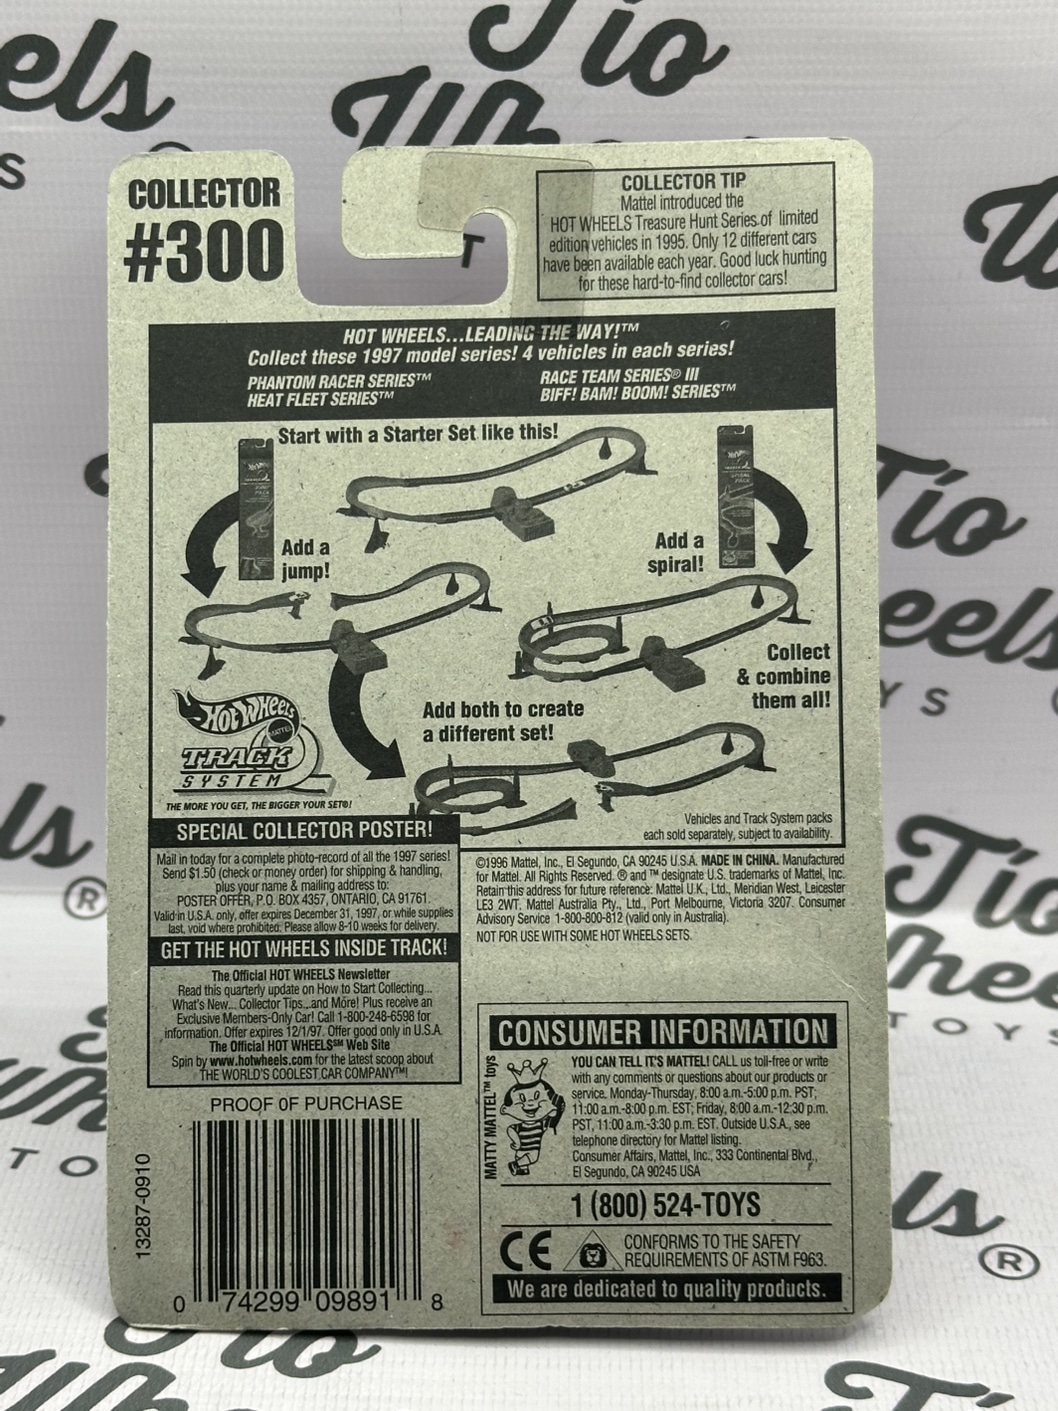 COLLECTOR
#300
COLLECTOR TIP
Mattel introduced the
HOT WHEELS Treasure Hunt Series of limited
edition vehicles in 1995. Only 12 different cars
have been available each year. Good luck hunting
for these hard-to-find collector cars!
HOT WHEELS...LEADING THE WAY!™
Collect these 1997 model series! 4 vehicles in each series!
PHANTOM RACER SERIES™
HEAT FLEET SERIES™
RACE TEAM SERIES® III
BIFF! BAM! BOOM! SERIES™
Start with a Starter Set like this!
Add a
jump!
Add a
spiral!
Collect
& combine
them all!
Add both to create
a different set!
Hot Wheels
MATTEL
TRACK
SYSTEM
THE MORE YOU GET, THE BIGGER YOUR SET®!
Vehicles and Track System packs
each sold separately, subject to availability.
SPECIAL COLLECTOR POSTER!
Mail in today for a complete photo-record of all the 1997 series!
Send $1.50 (check or money order) for shipping & handling,
plus your name & mailing address to:
POSTER OFFER, P.O. BOX 4357, ONTARIO, CA 91761.
Valid in U.S.A. only, offer expires December 31, 1997, or while supplies
last, void where prohibited. Please allow 8-10 weeks for delivery.
GET THE HOT WHEELS INSIDE TRACK!
The Official HOT WHEELS Newsletter
Read this quarterly update on How to Start Collecting...
What's New... Collector Tips...and More! Plus receive an
Exclusive Members-Only Car! Call 1-800-248-6598 for
information. Offer expires 12/1/97. Offer good only in U.S.A.
The Official HOT WHEELS℠ Web Site
Spin by www.hotwheels.com for the latest scoop about
THE WORLD'S COOLEST CAR COMPANY™!
©1996 Mattel, Inc., El Segundo, CA 90245 U.S.A. MADE IN CHINA. Manufactured
for Mattel. All Rights Reserved. ® and ™ designate U.S. trademarks of Mattel, Inc.
Retain this address for future reference: Mattel U.K., Ltd., Meridian West, Leicester
LE3 2WT. Mattel Australia Pty., Ltd., Port Melbourne, Victoria 3207. Consumer
Advisory Service 1-800-800-812 (valid only in Australia).
NOT FOR USE WITH SOME HOT WHEELS SETS.
CONSUMER INFORMATION
MATTY MATTEL™ toys
YOU CAN TELL IT'S MATTEL! CALL us toll-free or write
with any comments or questions about our products or
service. Monday-Thursday, 8:00 a.m.-5:00 p.m. PST;
11:00 a.m.-8:00 p.m. EST; Friday, 8:00 a.m.-12:30 p.m.
PST, 11:00 a.m.-3:30 p.m. EST. Outside U.S.A., see
telephone directory for Mattel listing.
Consumer Affairs, Mattel, Inc., 333 Continental Blvd.,
El Segundo, CA 90245 USA
1 (800) 524-TOYS
CE
CONFORMS TO THE SAFETY
REQUIREMENTS OF ASTM F963.
We are dedicated to quality products.
PROOF OF PURCHASE
13287-0910
0 74299 09891 8
Tio
Wheels
TOYS
®